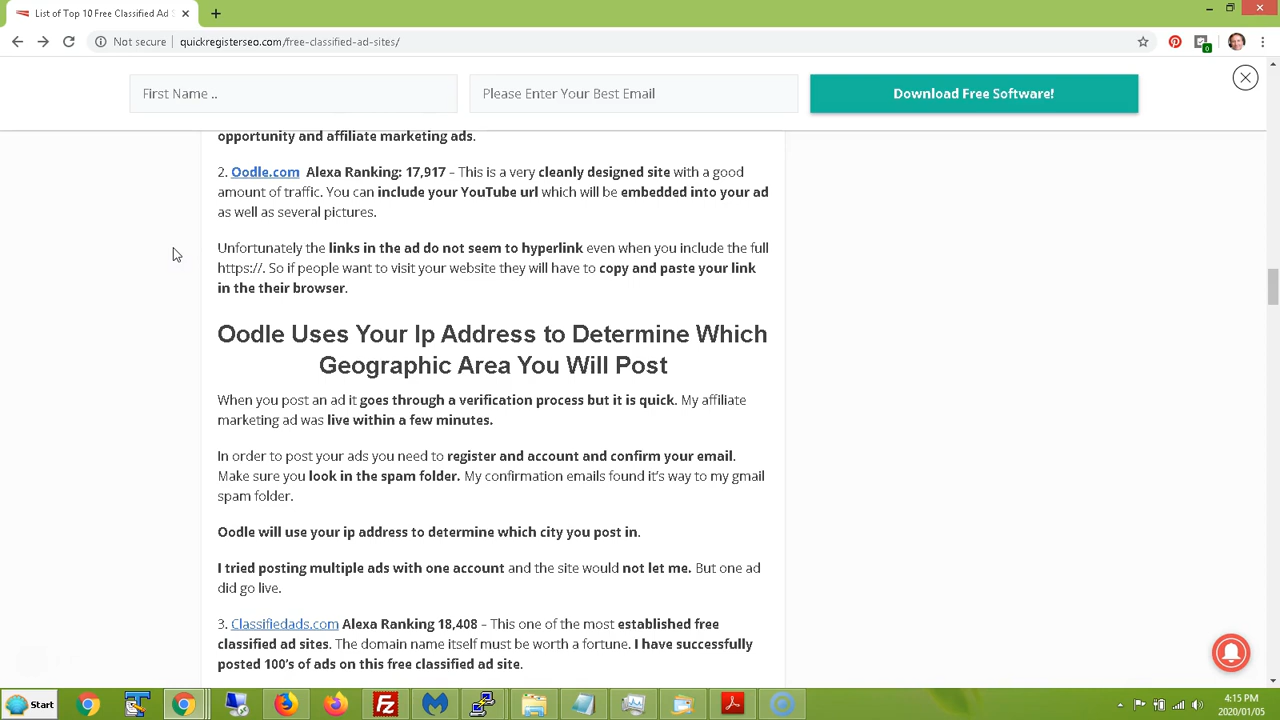 List of Top 10 Free Classified Ad S
Not secure
quickregisterseo.com/free-classified-ad-sites/
0
First Name ..
Please Enter Your Best Email
Download Free Software!
opportunity and affiliate marketing ads.
2. Oodle.com Alexa Ranking: 17,917 – This is a very cleanly designed site with a good
amount of traffic. You can include your YouTube url which will be embedded into your ad
as well as several pictures.
Unfortunately the links in the ad do not seem to hyperlink even when you include the full
https://. So if people want to visit your website they will have to copy and paste your link
in the their browser.
Oodle Uses Your Ip Address to Determine Which
Geographic Area You Will Post
When you post an ad it goes through a verification process but it is quick. My affiliate
marketing ad was live within a few minutes.
In order to post your ads you need to register and account and confirm your email.
Make sure you look in the spam folder. My confirmation emails found it's way to my gmail
spam folder.
Oodle will use your ip address to determine which city you post in.
I tried posting multiple ads with one account and the site would not let me. But one ad
did go live.
3. Classifiedads.com Alexa Ranking 18,408 – This one of the most established free
classified ad sites. The domain name itself must be worth a fortune. I have successfully
posted 100's of ads on this free classified ad site.
Start
4:15 PM
2020/01/05